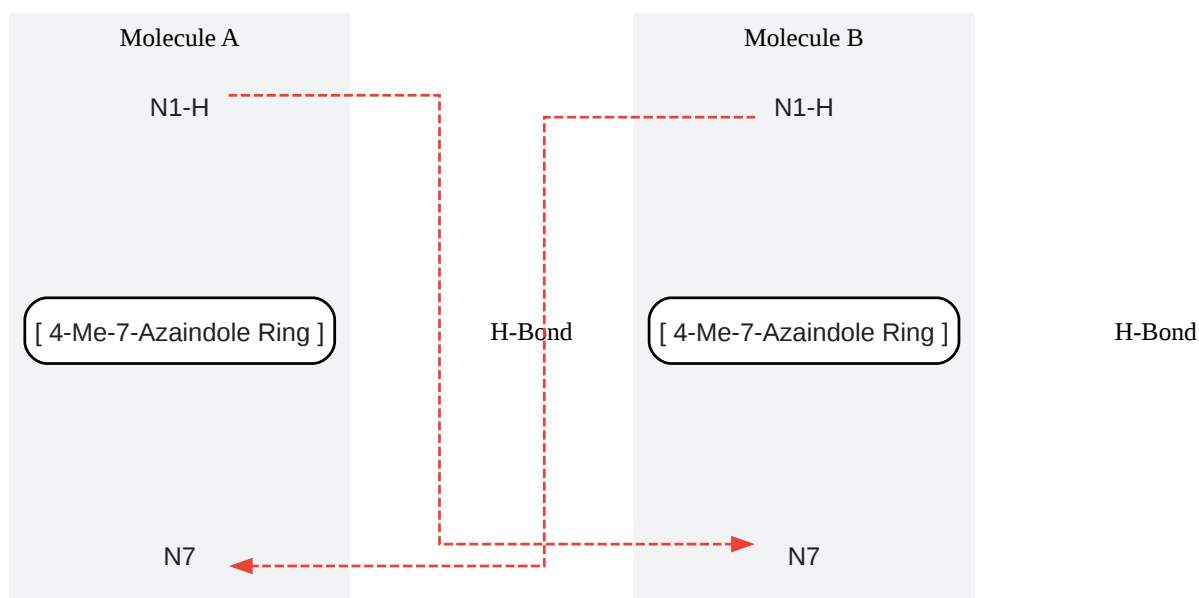 Molecule A
Molecule B
N1-H
N1-H
[ 4-Me-7-Azaindole Ring ]
H-Bond
[ 4-Me-7-Azaindole Ring ]
H-Bond
N7
N7